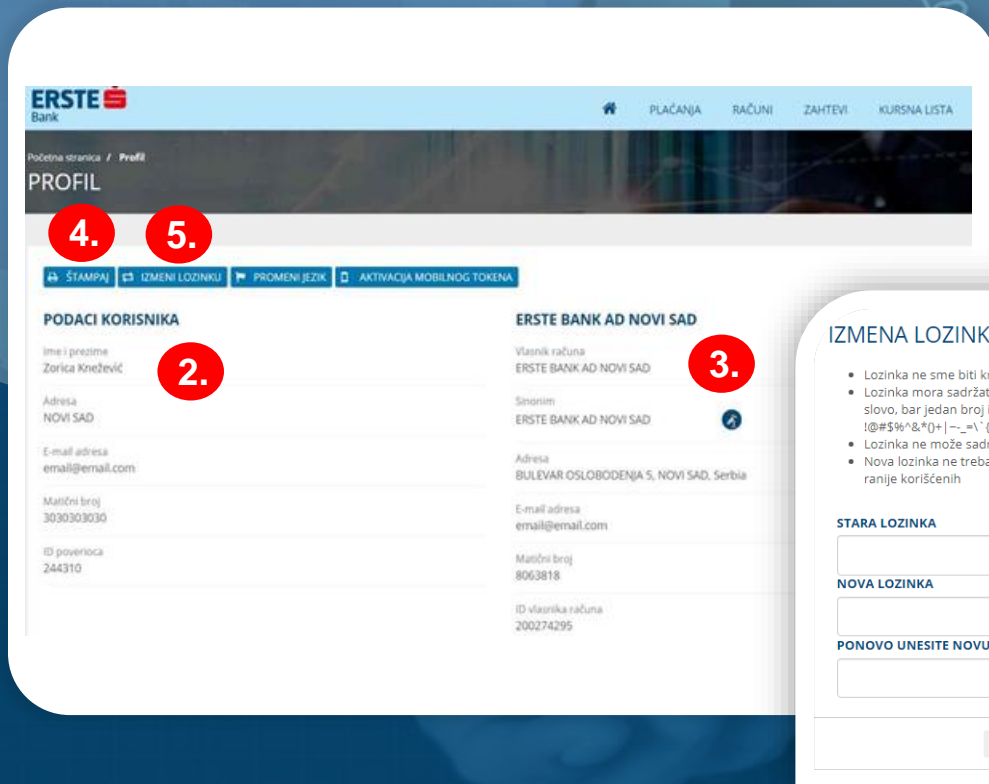 ERSTE
Bank
PLAĆANJA RAČUNI ZAHTEVI KURSNA LISTA
Početna stranica / Profil
PROFIL
4. 5.
ŠTAMPAJ IZMENI LOZINKU PROMENI JEZIK AKTIVACIJA MOBILNOG TOKENA
PODACI KORISNIKA
Ime i prezime
Zorica Knežević
2.
Adresa
NOVI SAD
E-mail adresa
email@email.com
Matični broj
3030303030
ID poverioca
244310
ERSTE BANK AD NOVI SAD
Vlasnik računa
ERSTE BANK AD NOVI SAD
3.
Sinonim
ERSTE BANK AD NOVI SAD
Adresa
BULEVAR OSLOBOĐENJA 5, NOVI SAD, Serbia
E-mail adresa
email@email.com
Matični broj
8063818
ID vlasnika računa
200274295
IZMENA LOZINK
Lozinka ne sme biti k
Lozinka mora sadržat
slovo, bar jedan broj i
!@#$%^&*()+|~-_=\`{
Lozinka ne može sadr
Nova lozinka ne treba
ranije korišćenih
STARA LOZINKA
NOVA LOZINKA
PONOVO UNESITE NOVU